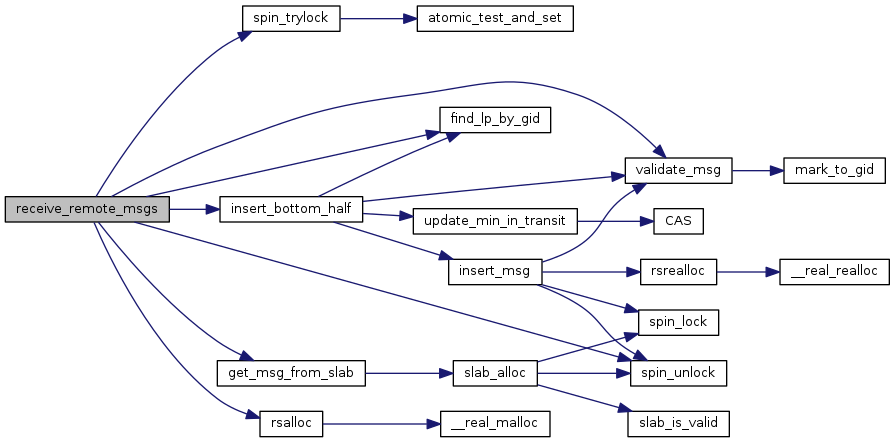 spin_trylock
atomic_test_and_set
find_lp_by_gid
validate_msg
mark_to_gid
receive_remote_msgs
insert_bottom_half
update_min_in_transit
CAS
insert_msg
rsrealloc
__real_realloc
spin_lock
get_msg_from_slab
slab_alloc
spin_unlock
rsalloc
__real_malloc
slab_is_valid